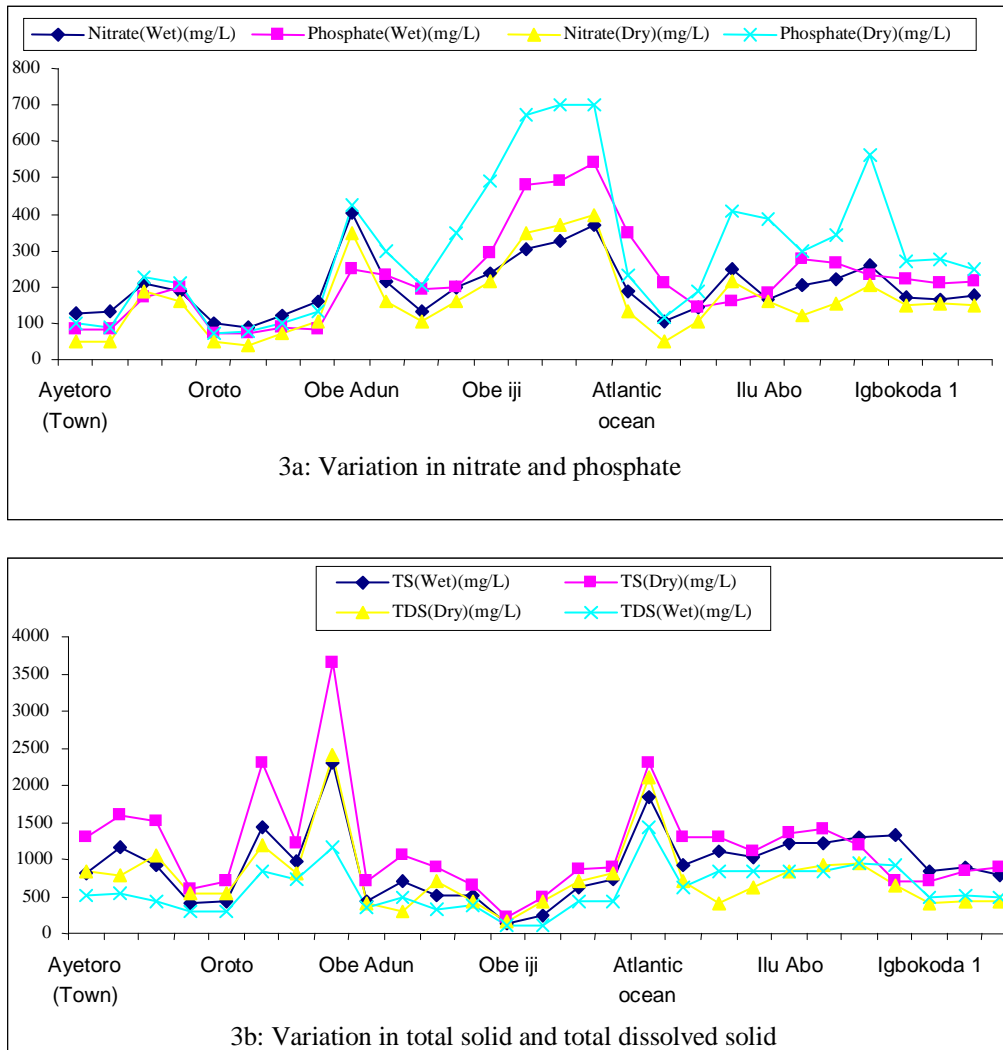 Nitrate(Wet)(mg/L) Phosphate(Wet)(mg/L) Nitrate(Dry)(mg/L) Phosphate(Dry)(mg/L)
800
700
600
500
400
300
200
100
0
Ayetoro (Town) Oroto Obe Adun Obe iji Atlantic ocean Ilu Abo Igbokoda 1
3a: Variation in nitrate and phosphate
TS(Wet)(mg/L) TS(Dry)(mg/L)
TDS(Dry)(mg/L) TDS(Wet)(mg/L)
4000
3500
3000
2500
2000
1500
1000
500
0
Ayetoro (Town) Oroto Obe Adun Obe iji Atlantic ocean Ilu Abo Igbokoda 1
3b: Variation in total solid and total dissolved solid